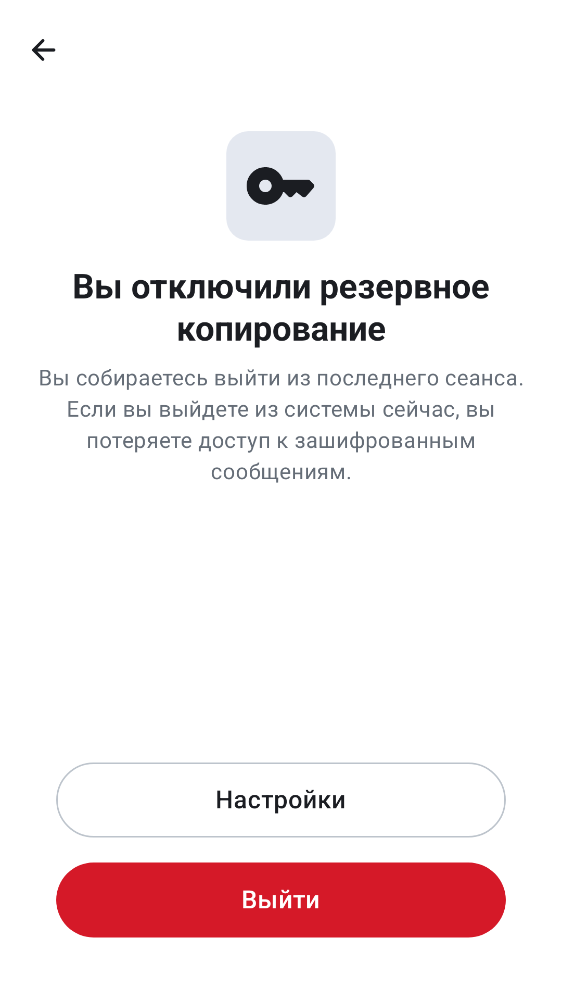 Вы отключили резервное
копирование
Вы собираетесь выйти из последнего сеанса.
Если вы выйдете из системы сейчас, вы
потеряете доступ к зашифрованным
сообщениям.
Настройки
Выйти